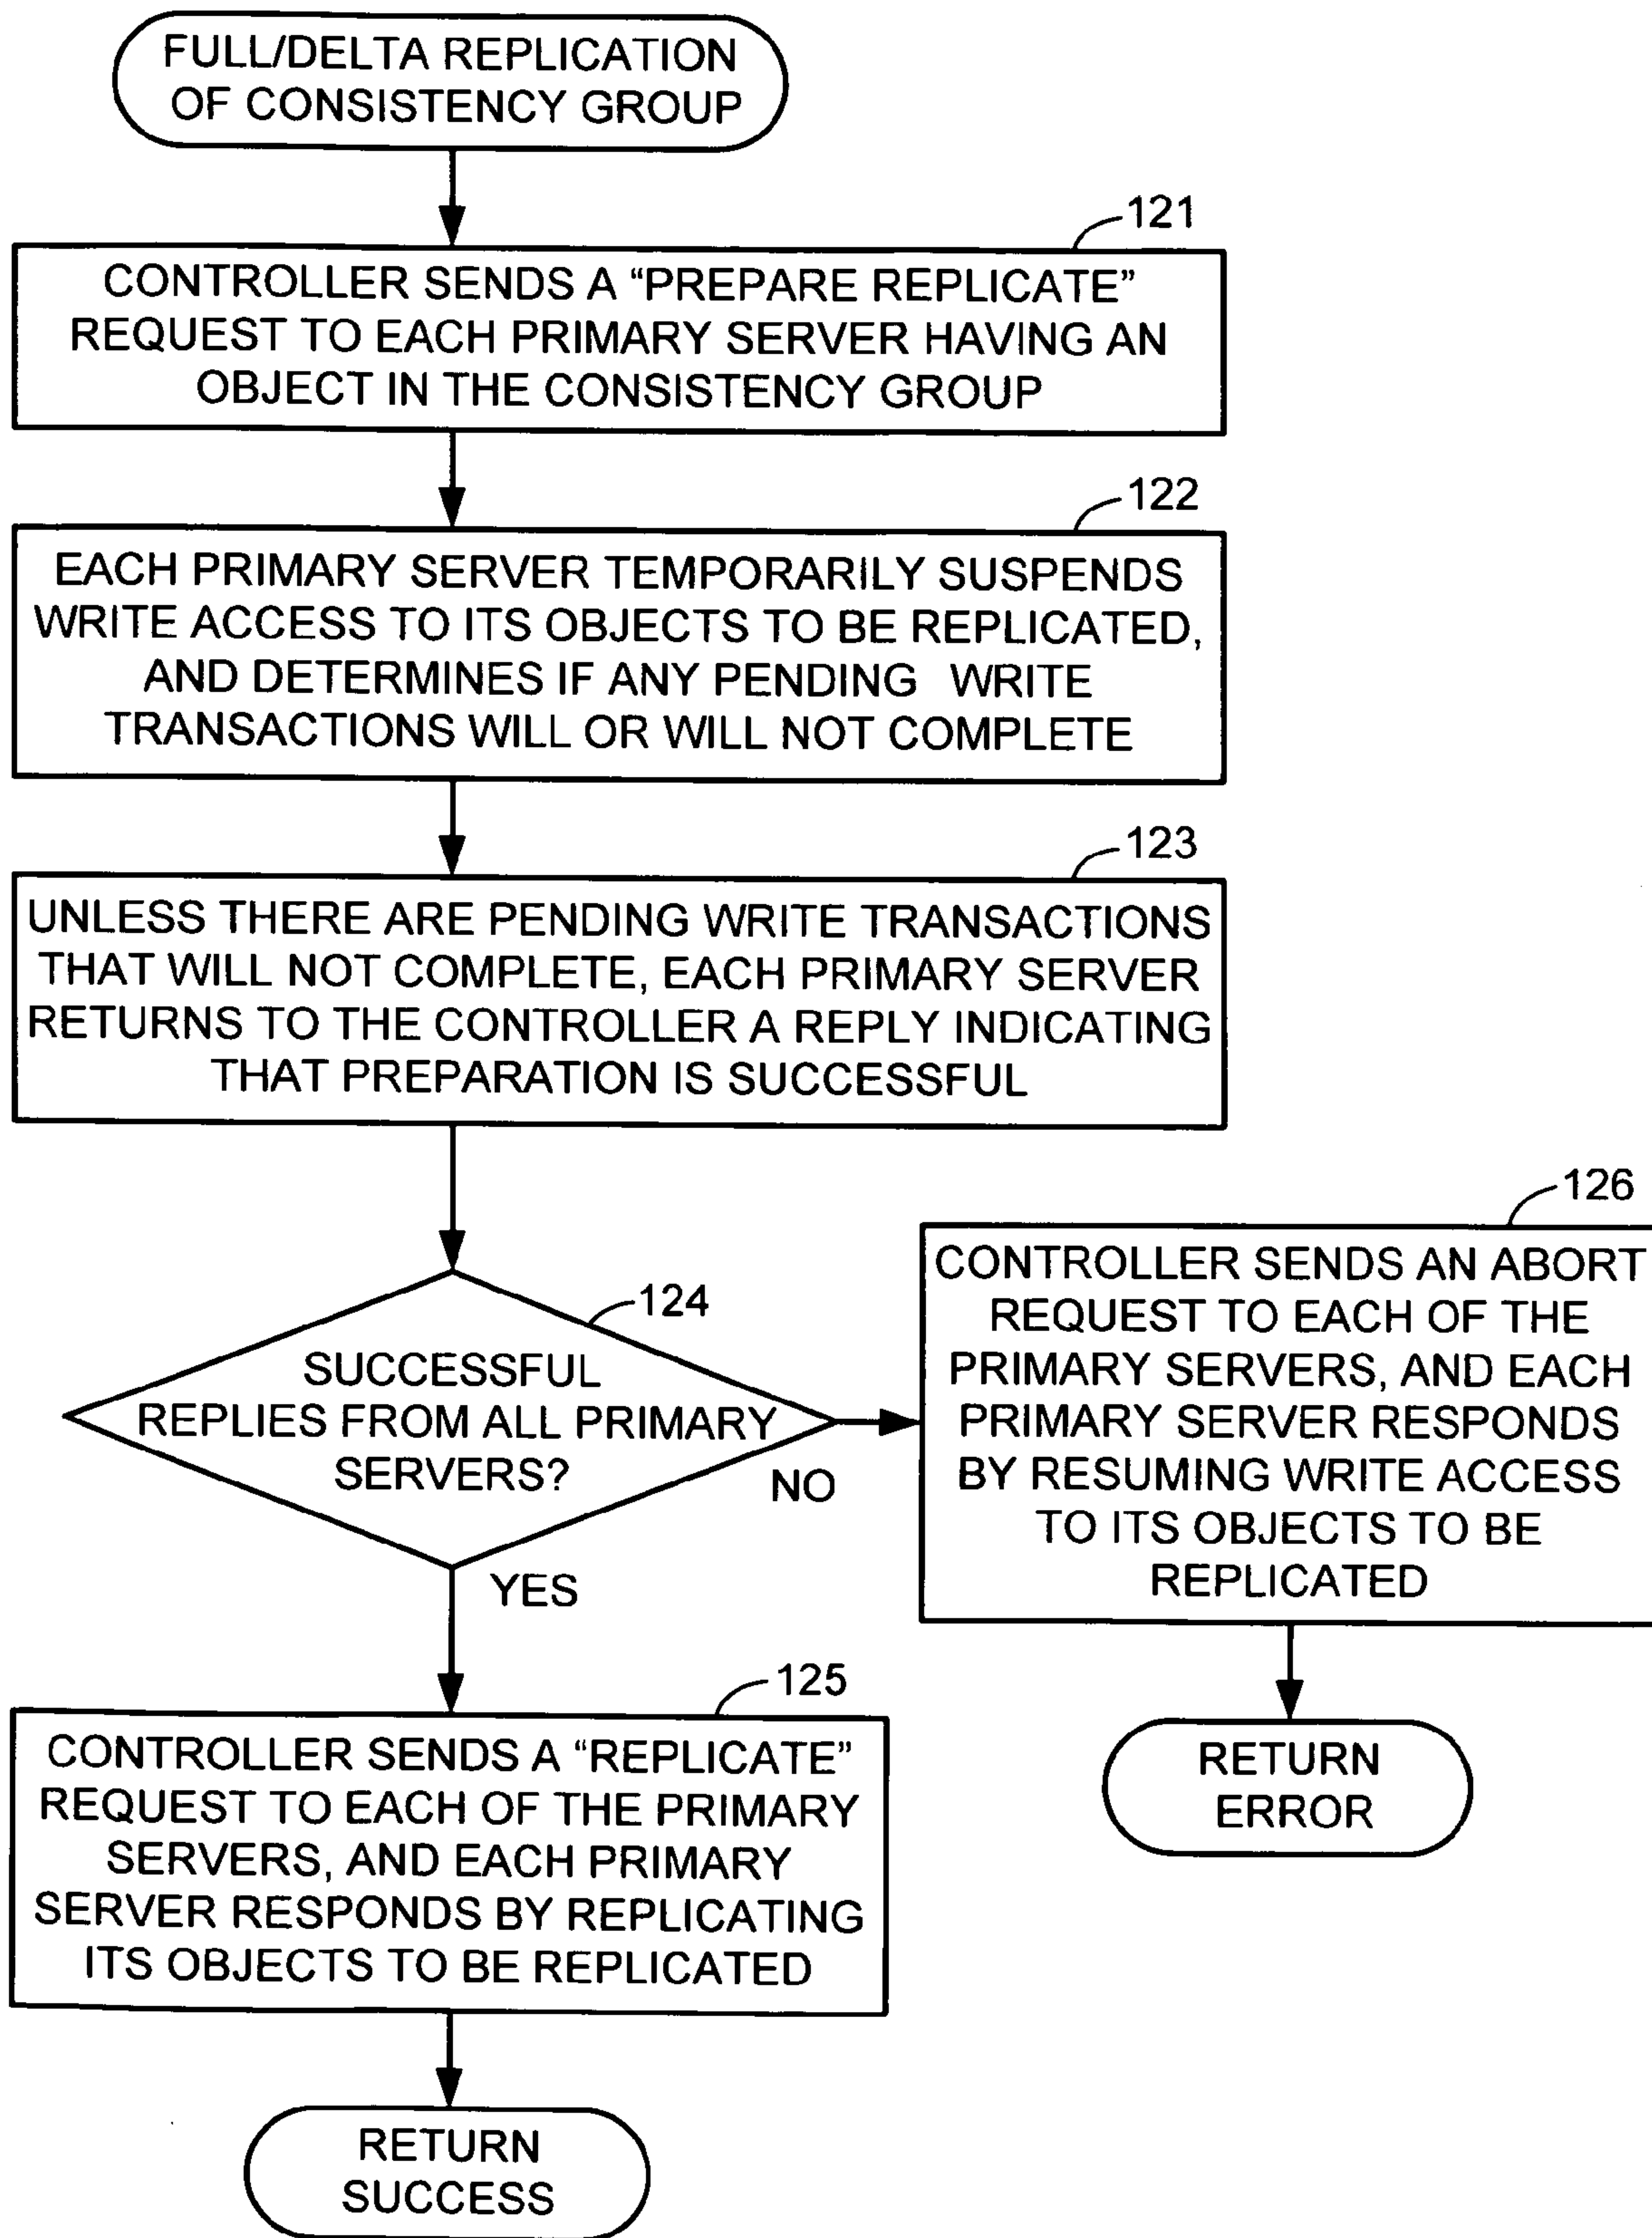 FULL/DELTA REPLICATION
OF CONSISTENCY GROUP
121
CONTROLLER SENDS A “PREPARE REPLICATE”
REQUEST TO EACH PRIMARY SERVER HAVING AN
OBJECT IN THE CONSISTENCY GROUP
122
EACH PRIMARY SERVER TEMPORARILY SUSPENDS
WRITE ACCESS TO ITS OBJECTS TO BE REPLICATED,
AND DETERMINES IF ANY PENDING WRITE
TRANSACTIONS WILL OR WILL NOT COMPLETE
123
UNLESS THERE ARE PENDING WRITE TRANSACTIONS
THAT WILL NOT COMPLETE, EACH PRIMARY SERVER
RETURNS TO THE CONTROLLER A REPLY INDICATING
THAT PREPARATION IS SUCCESSFUL
124
SUCCESSFUL
REPLIES FROM ALL PRIMARY
SERVERS?
NO
YES
126
CONTROLLER SENDS AN ABORT
REQUEST TO EACH OF THE
PRIMARY SERVERS, AND EACH
PRIMARY SERVER RESPONDS
BY RESUMING WRITE ACCESS
TO ITS OBJECTS TO BE
REPLICATED
RETURN
ERROR
125
CONTROLLER SENDS A “REPLICATE”
REQUEST TO EACH OF THE PRIMARY
SERVERS, AND EACH PRIMARY
SERVER RESPONDS BY REPLICATING
ITS OBJECTS TO BE REPLICATED
RETURN
SUCCESS